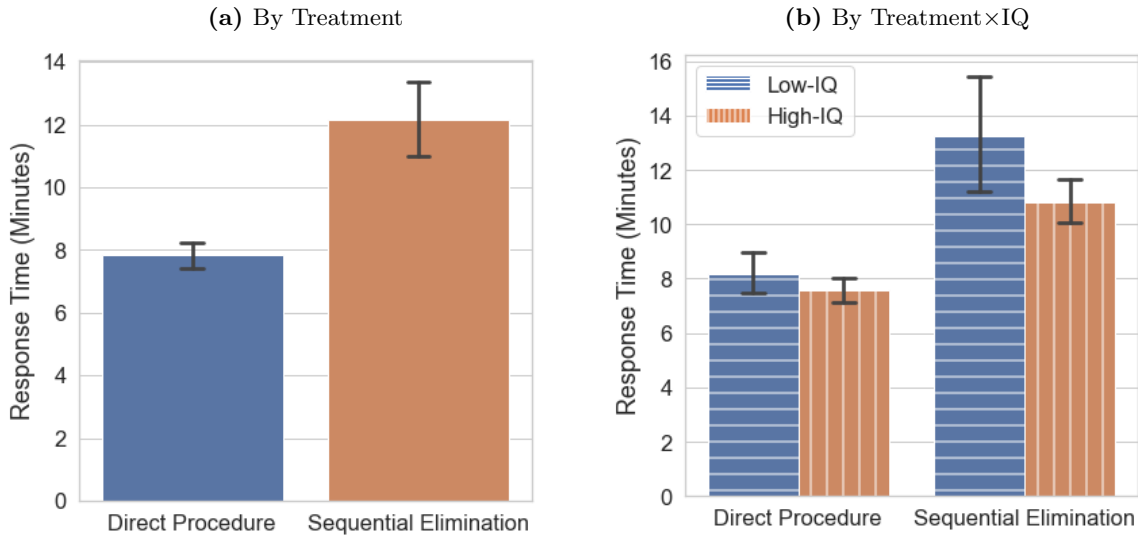 (a) By Treatment
14
12
10
8
6
4
2
0
Response Time (Minutes)
Direct Procedure
Sequential Elimination
(b) By Treatment×IQ
16
14
12
10
8
6
4
2
0
Response Time (Minutes)
Low-IQ
High-IQ
Direct Procedure
Sequential Elimination